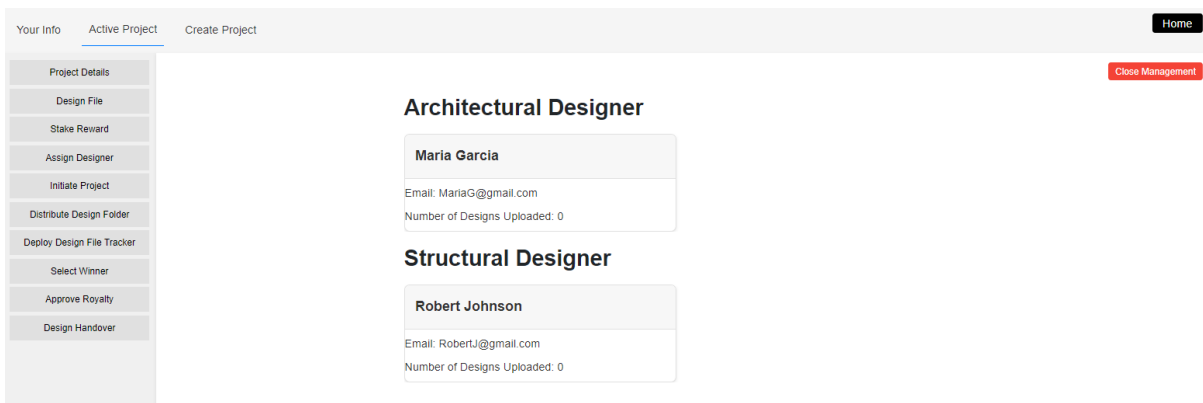 Your Info
Active Project
Create Project
Home
Project Details
Design File
Stake Reward
Assign Designer
Initiate Project
Distribute Design Folder
Deploy Design File Tracker
Select Winner
Approve Royalty
Design Handover
Close Management
Architectural Designer
Maria Garcia
Email: MariaG@gmail.com
Number of Designs Uploaded: 0
Structural Designer
Robert Johnson
Email: RobertJ@gmail.com
Number of Designs Uploaded: 0